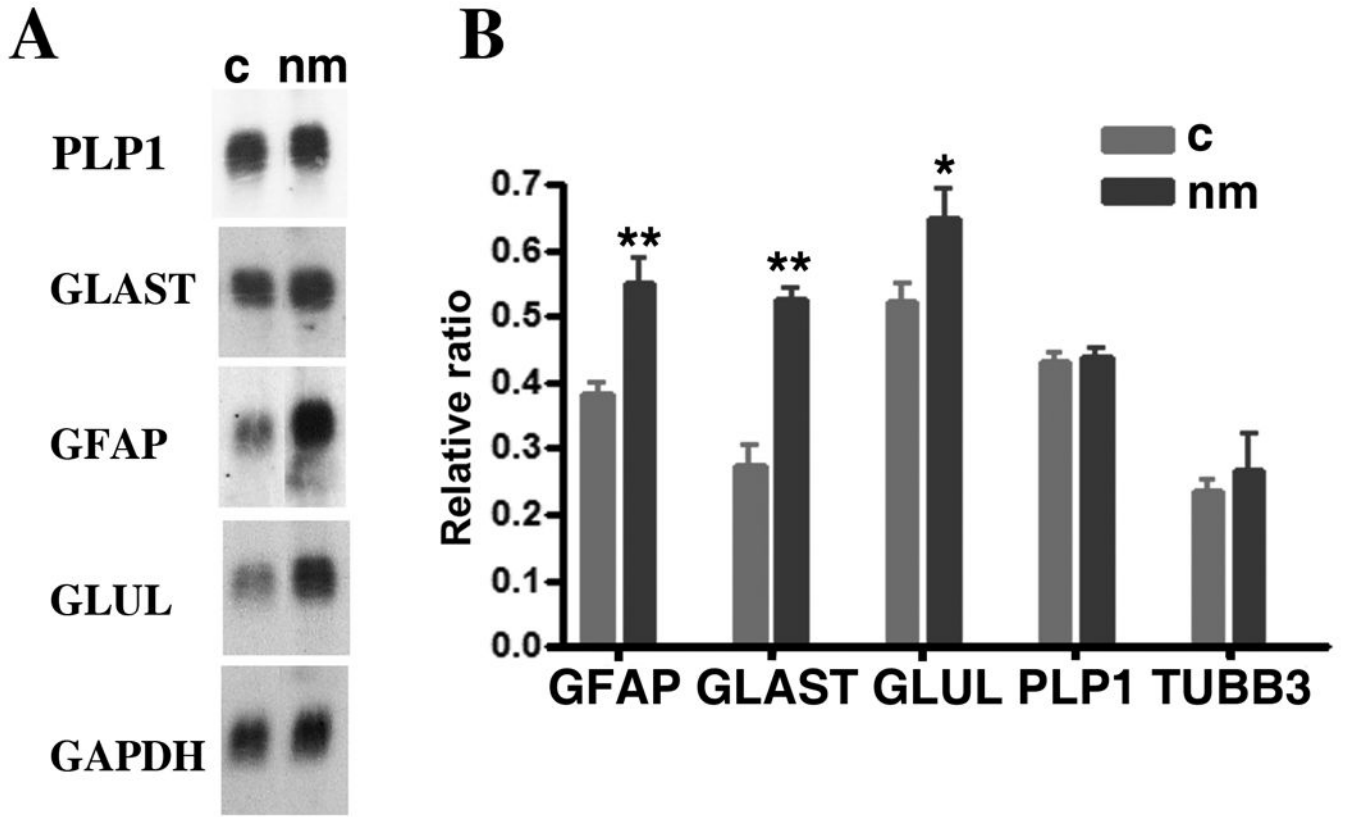 A
c nm
PLP1
GLAST
GFAP
GLUL
GAPDH
B
c
nm
Relative ratio
0.7
0.6
0.5
0.4
0.3
0.2
0.1
0.0
**
**
*
GFAP GLAST GLUL PLP1 TUBB3